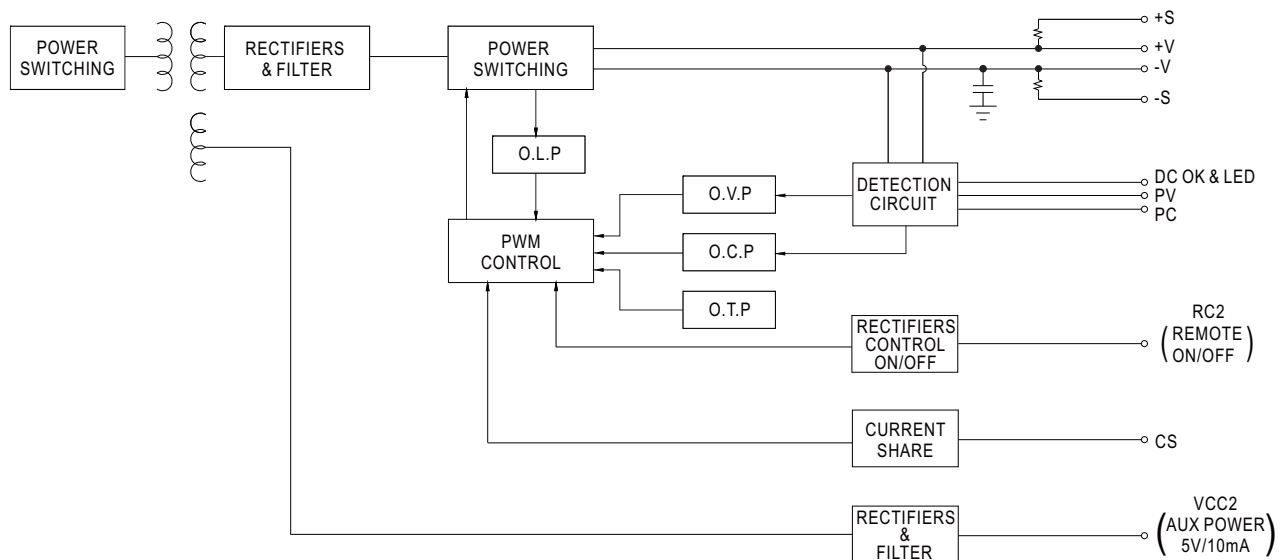 POWER
SWITCHING
RECTIFIERS
& FILTER
POWER
SWITCHING
+S
+V
-V
-S
O.L.P
O.V.P
DETECTION
CIRCUIT
DC OK & LED
PV
PC
PWM
CONTROL
O.C.P
O.T.P
RECTIFIERS
CONTROL
ON/OFF
RC2
(REMOTE
ON/OFF)
CURRENT
SHARE
CS
RECTIFIERS
&
FILTER
VCC2
(AUX POWER
5V/10mA)